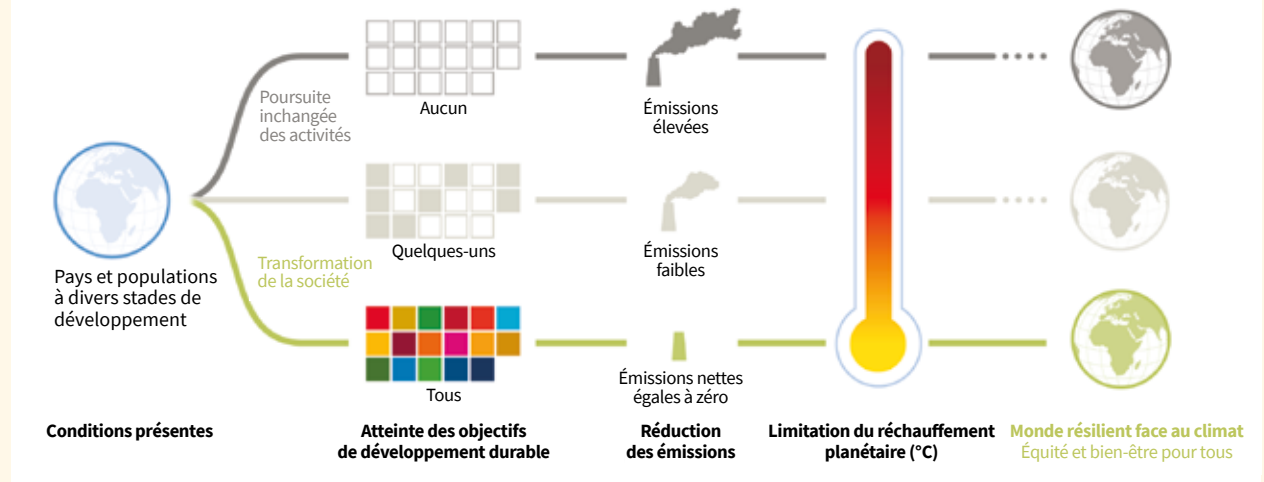 Poursuite
inchangée
des activités
Aucun
Émissions
élevées
Pays et populations
à divers stades de
développement
Quelques-uns
Émissions
faibles
Transformation
de la société
Tous
Émissions nettes
égales à zéro
Conditions présentes
Atteinte des objectifs
de développement durable
Réduction
des émissions
Limitation du réchauffement
planétaire (°C)
Monde résilient face au climat
Équité et bien-être pour tous